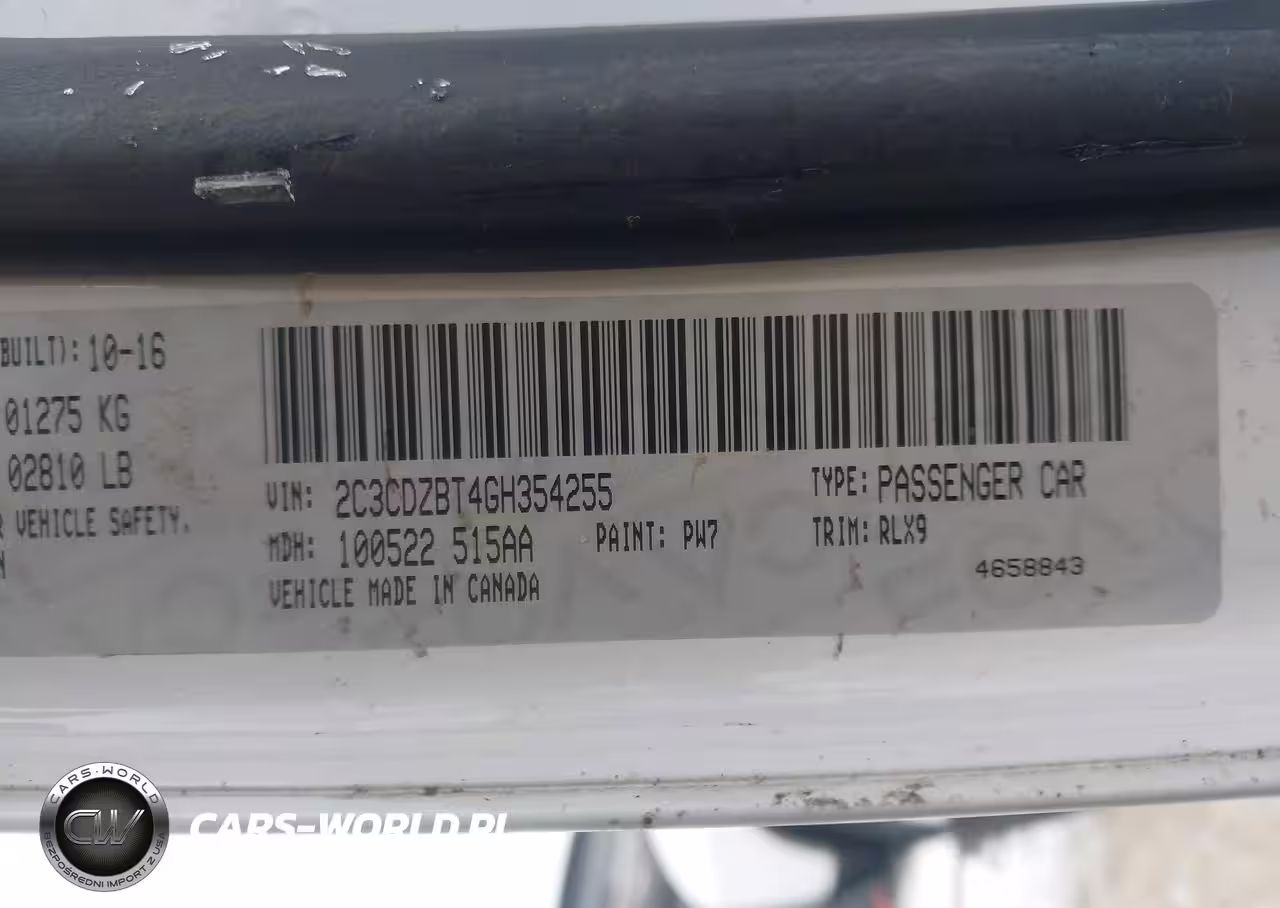 BUILT): 10-16
01275 KG
02810 LB
R VEHICLE SAFETY.
N
VIN: 2C3CDZBT4GH354255
TYPE: PASSENGER CAR
MDH: 100522 515AA
PAINT: PW7
TRIM: RLX9
VEHICLE MADE IN CANADA
4658843
CARS-WORLD
CW
BEZPOŚREDNI IMPORT Z USA
CARS-WORLD.PL